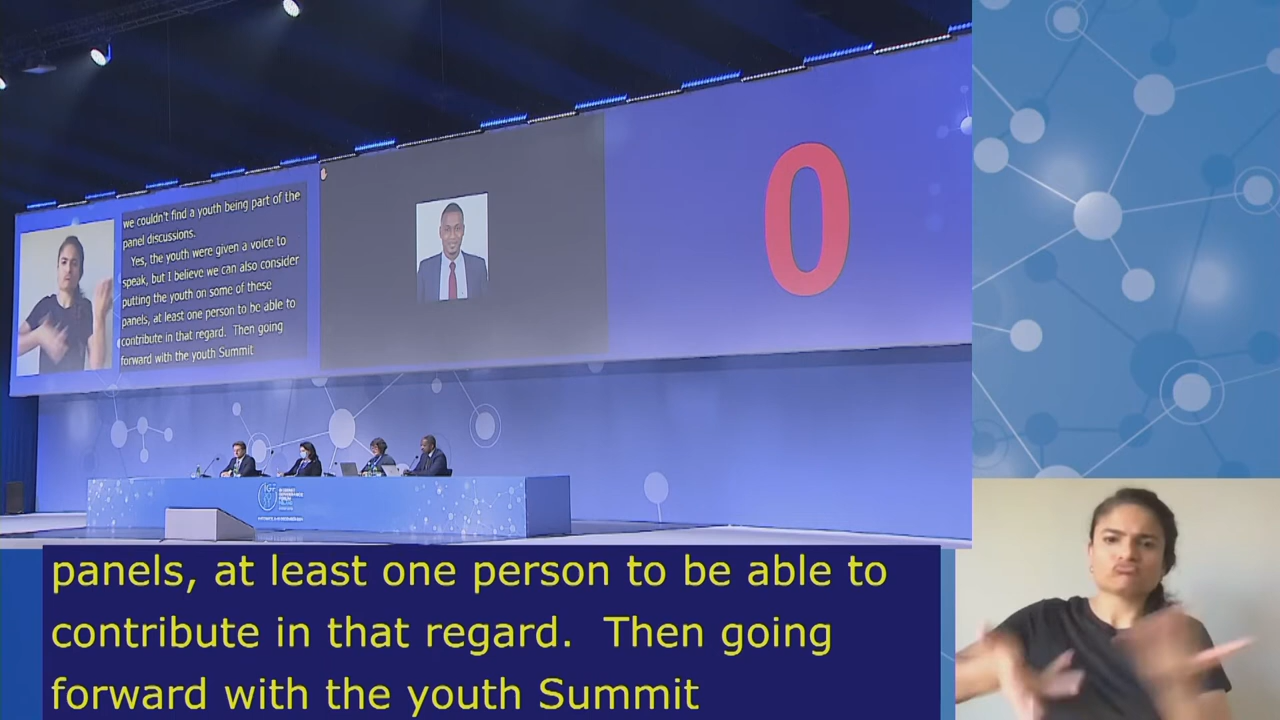 we couldn't find a youth being part of the
panel discussions.
Yes, the youth were given a voice to
speak, but I believe we can also consider
putting the youth on some of these
panels, at least one person to be able to
contribute in that regard. Then going
forward with the youth Summit
0
IGF
panels, at least one person to be able to
contribute in that regard. Then going
forward with the youth Summit